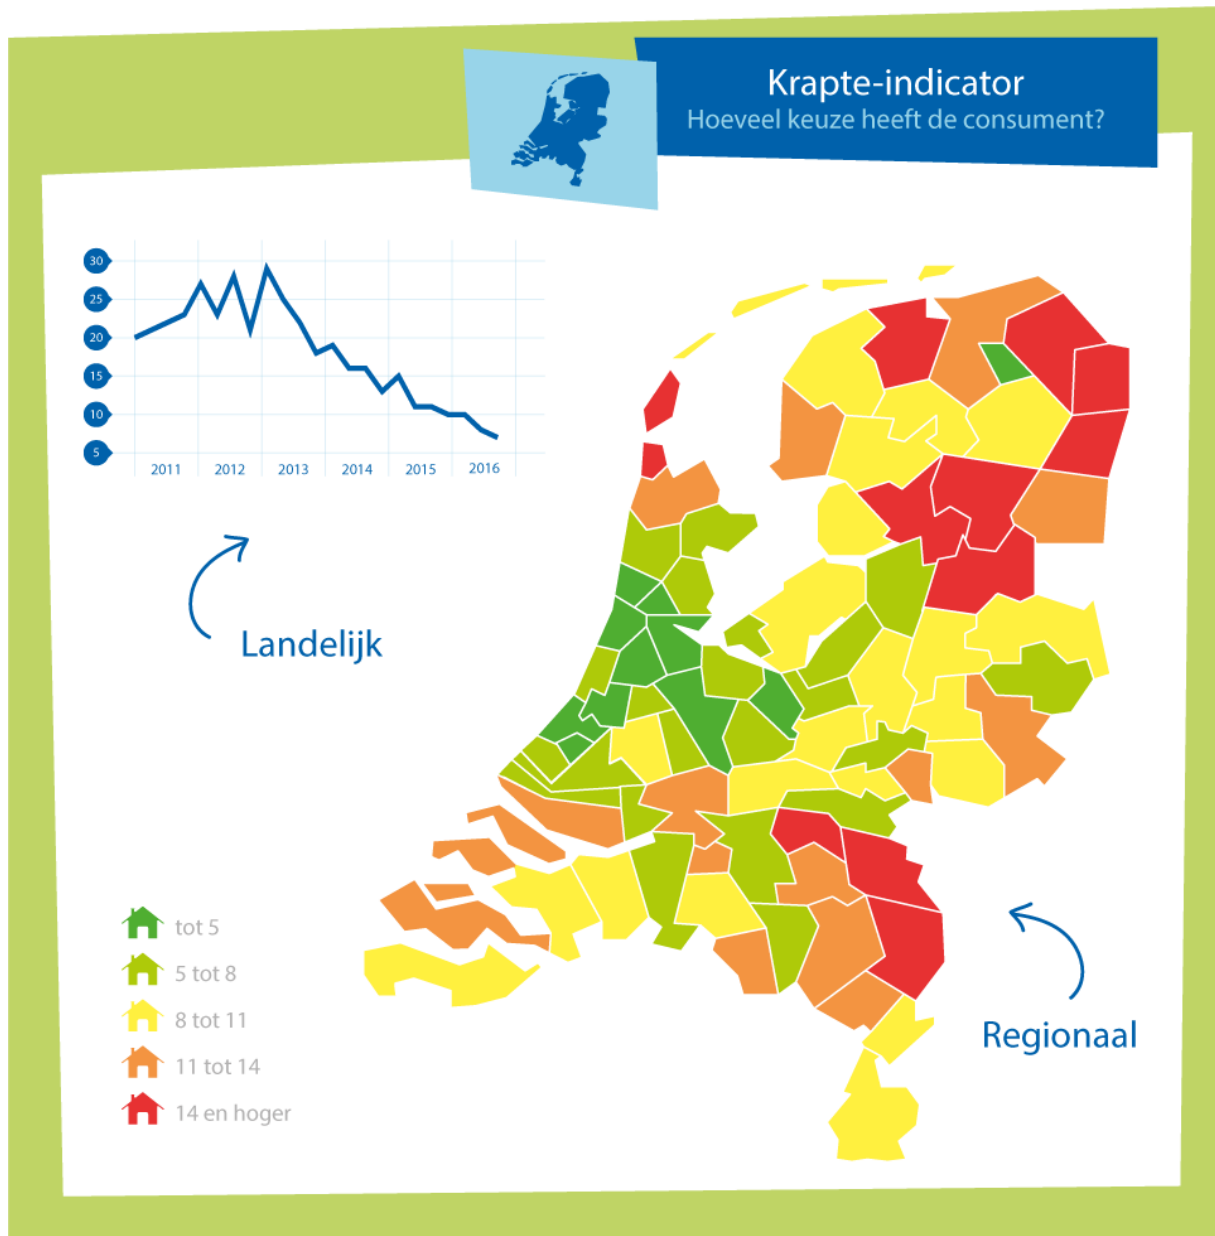 Krapte-indicator
Hoeveel keuze heeft de consument?
30
25
20
15
10
5
2011 2012 2013 2014 2015 2016
Landelijk
tot 5
5 tot 8
8 tot 11
11 tot 14
14 en hoger
Regionaal